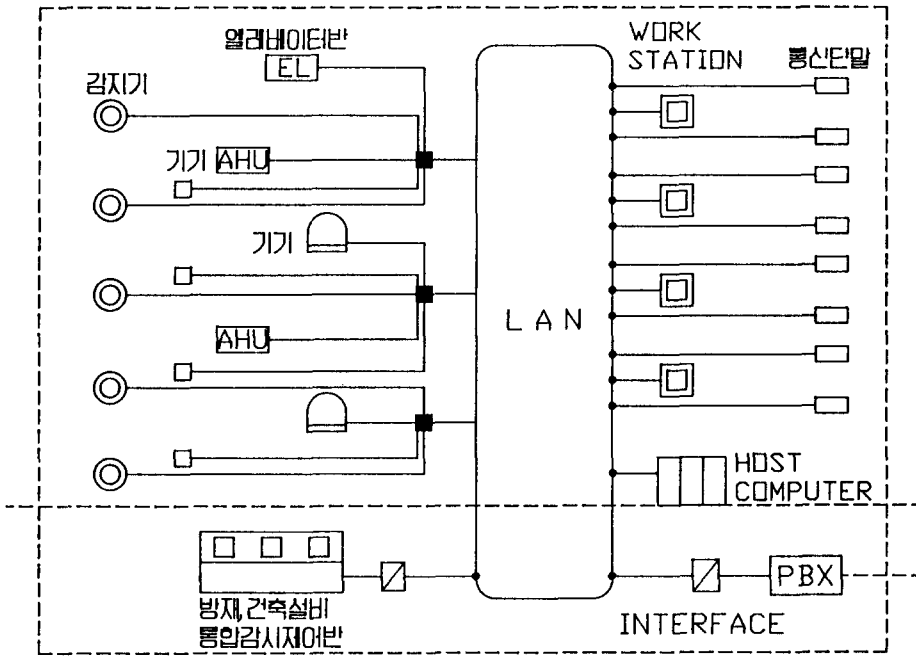 엘레베이터반
EL
WORK
STATION
통신단말
감지기
기기 AHU
기기
LAN
AHU
HOST
COMPUTER
PBX
방재,건축설비
통합감시제어반
INTERFACE